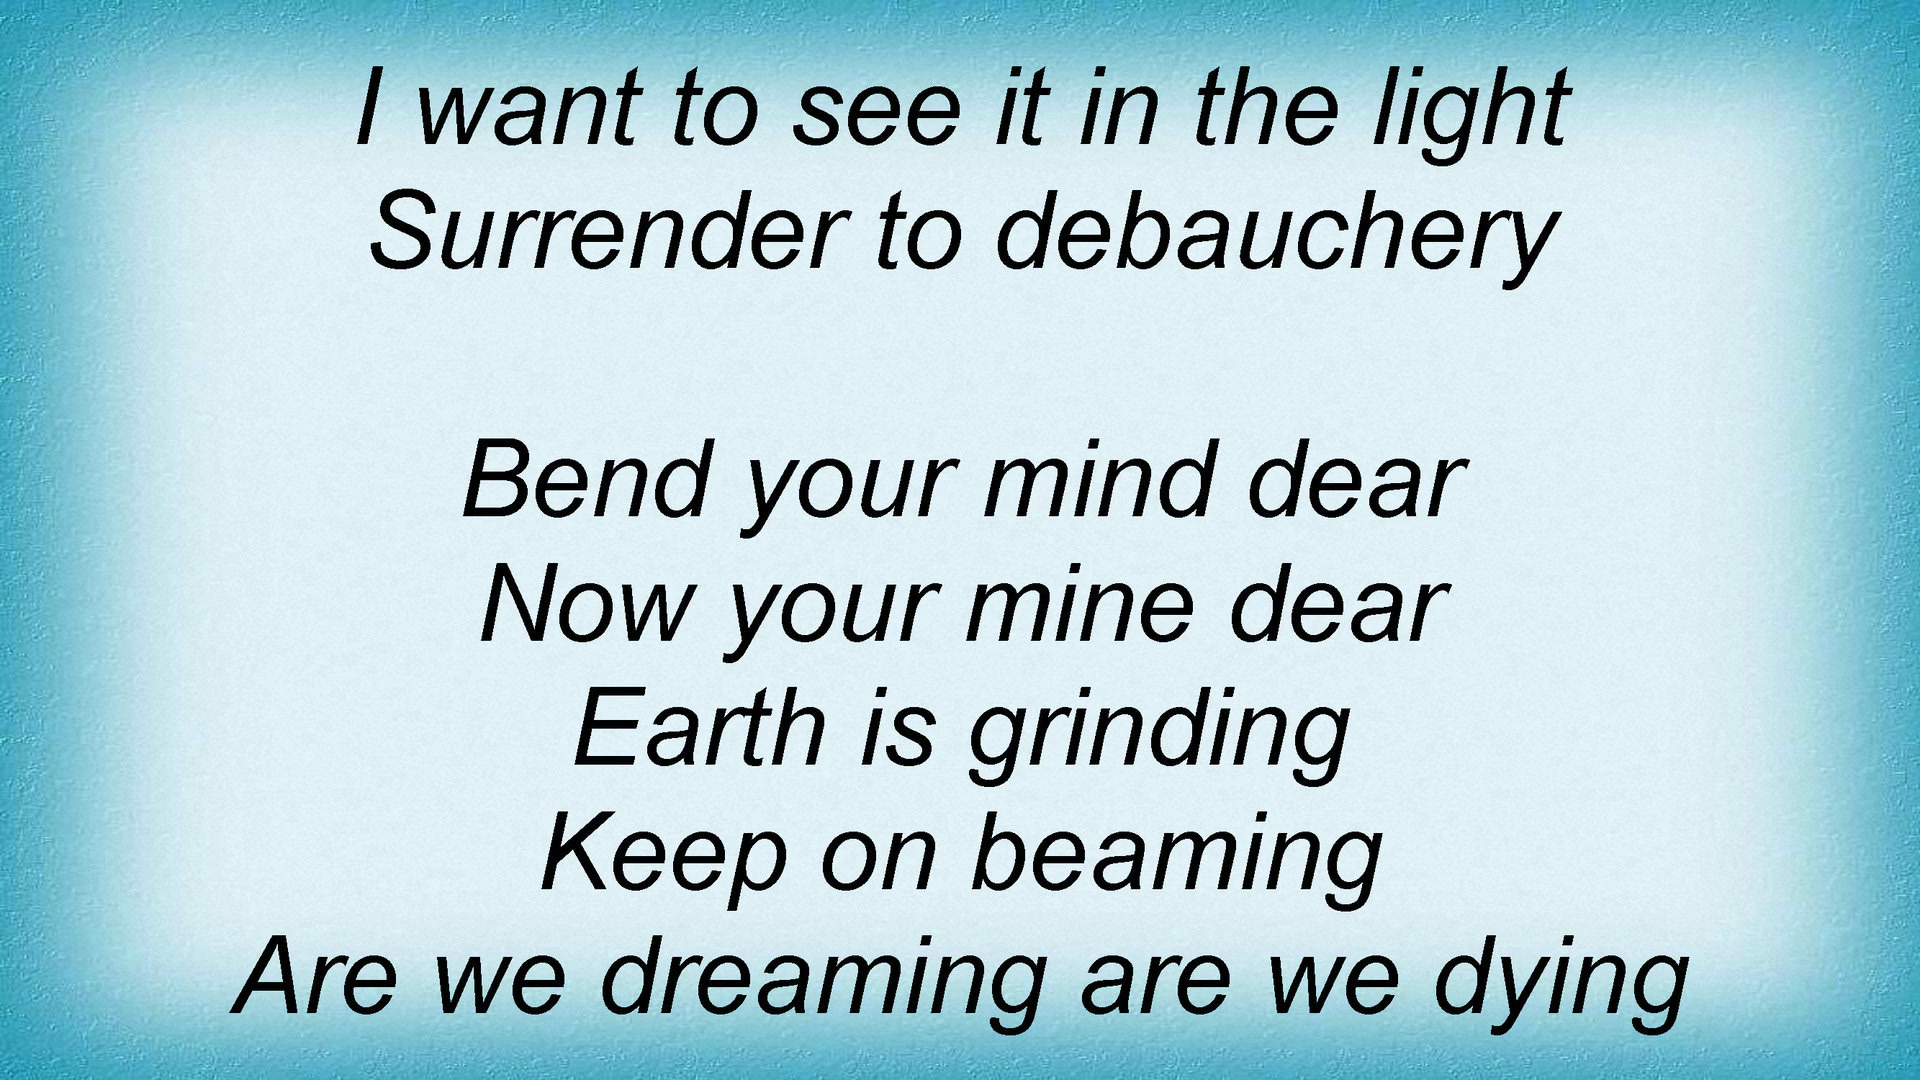 I want to see it in the light
Surrender to debauchery
Bend your mind dear
Now your mine dear
Earth is grinding
Keep on beaming
Are we dreaming are we dying